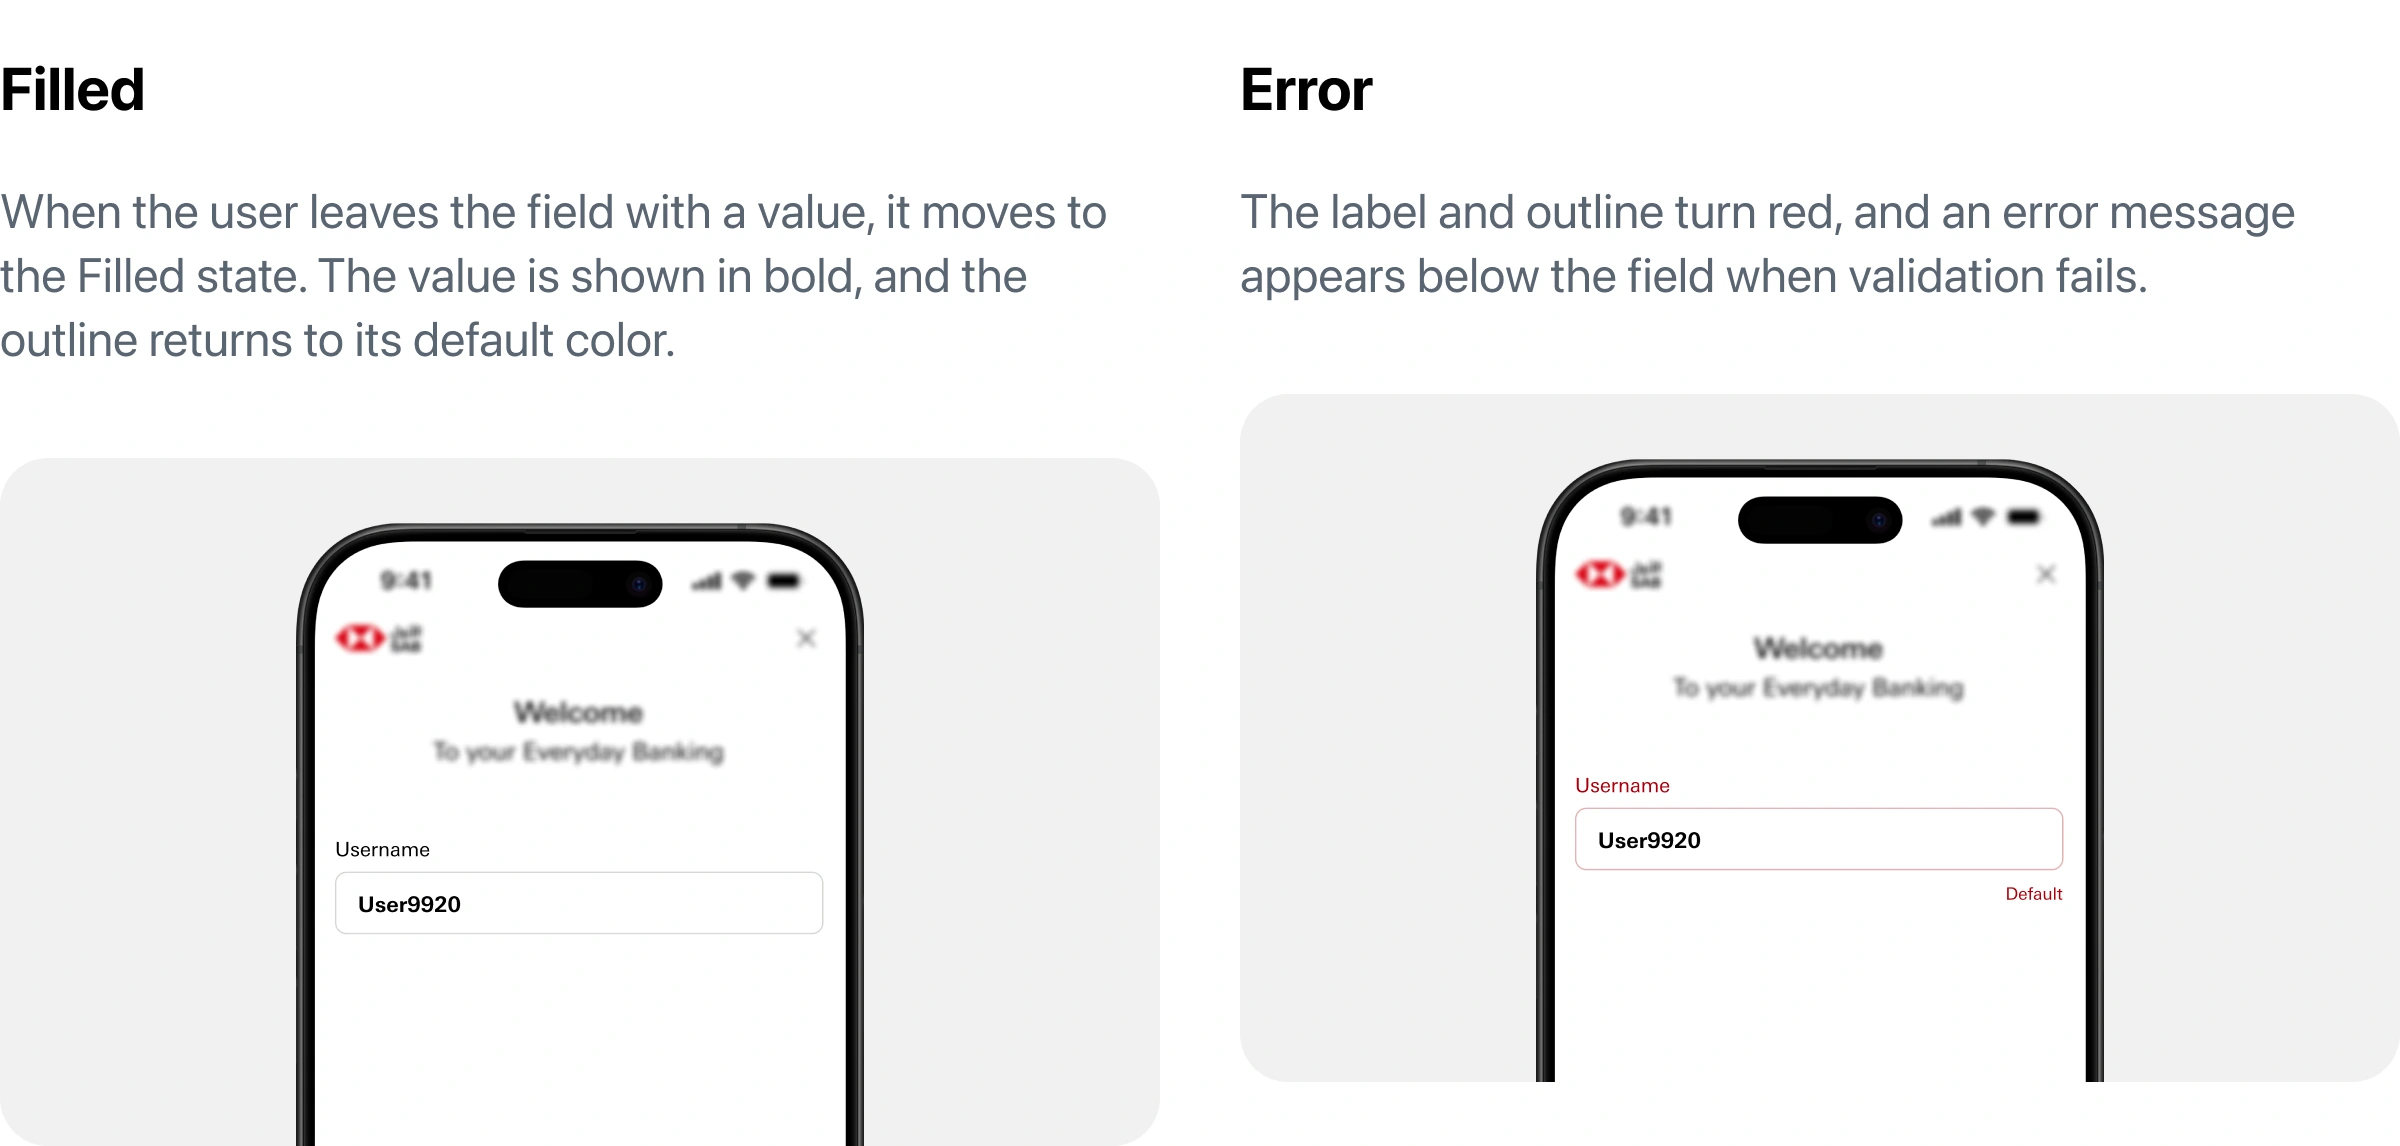 Filled
When the user leaves the field with a value, it moves to
the Filled state. The value is shown in bold, and the
outline returns to its default color.
9:41
SAB
Welcome
To your Everyday Banking
Username
User9920
Error
The label and outline turn red, and an error message
appears below the field when validation fails.
9:41
SAB
Welcome
To your Everyday Banking
Username
User9920
Default